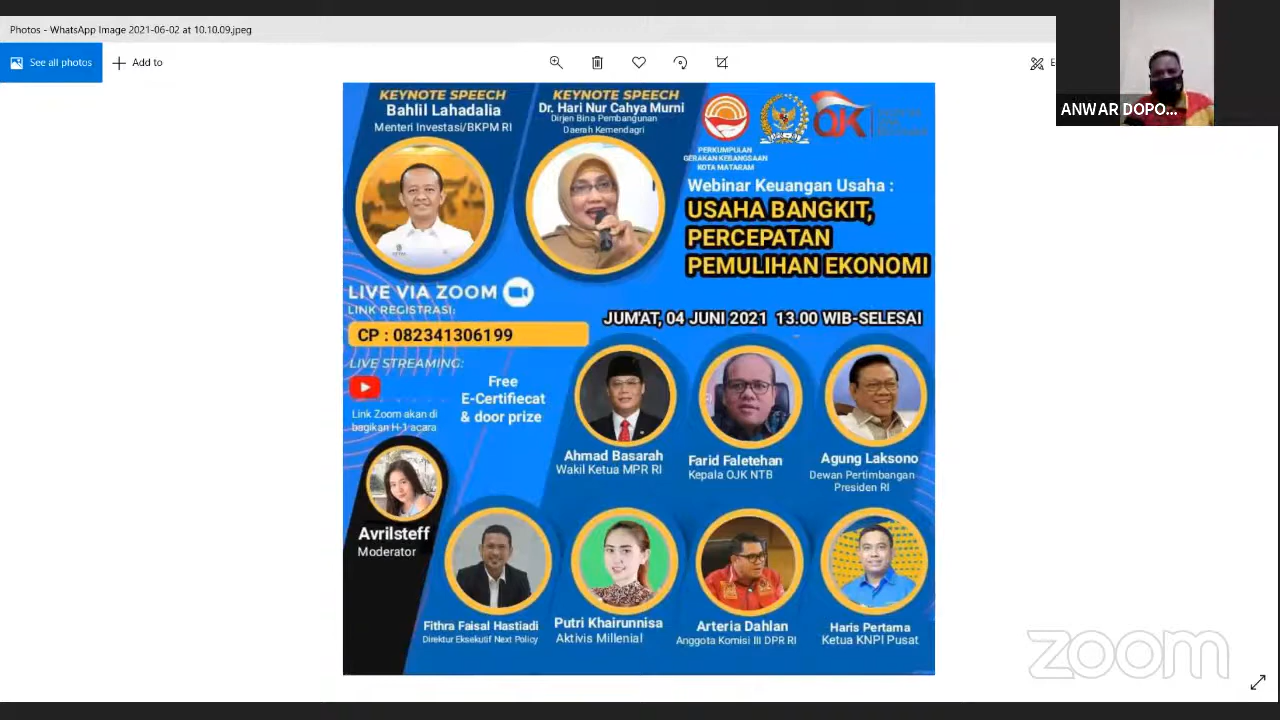 Photos - WhatsApp Image 2021-06-02 at 10.10.09.jpeg
See all photos
Add to
ANWAR DOPO...
KEYNOTE SPEECH
Bahlil Lahadalia
Menteri Investasi/BKPM RI
KEYNOTE SPEECH
Dr. Hari Nur Cahya Murni
Dirjen Bina Pembangunan
Daerah Kemendagri
PERKUMPULAN
GERAKAN KEBANGSAAN
KOTA MATARAM
Webinar Keuangan Usaha :
USAHA BANGKIT,
PERCEPATAN
PEMULIHAN EKONOMI
LIVE VIA ZOOM
LINK REGISTRASI:
CP : 082341306199
JUM'AT, 04 JUNI 2021 13.00 WIB-SELESAI
LIVE STREAMING:
Link Zoom akan di
bagikan H-1 acara
Free
E-Certifiecat
& door prize
Ahmad Basarah
Wakil Ketua MPR RI
Farid Faletehan
Kepala OJK NTB
Agung Laksono
Dewan Pertimbangan
Presiden RI
Avrilsteff
Moderator
Fithra Faisal Hastiadi
Direktur Eksekutif Next Policy
Putri Khairunnisa
Aktivis Millenial
Arteria Dahlan
Anggota Komisi III DPR RI
Haris Pertama
Ketua KNPI Pusat
zoom